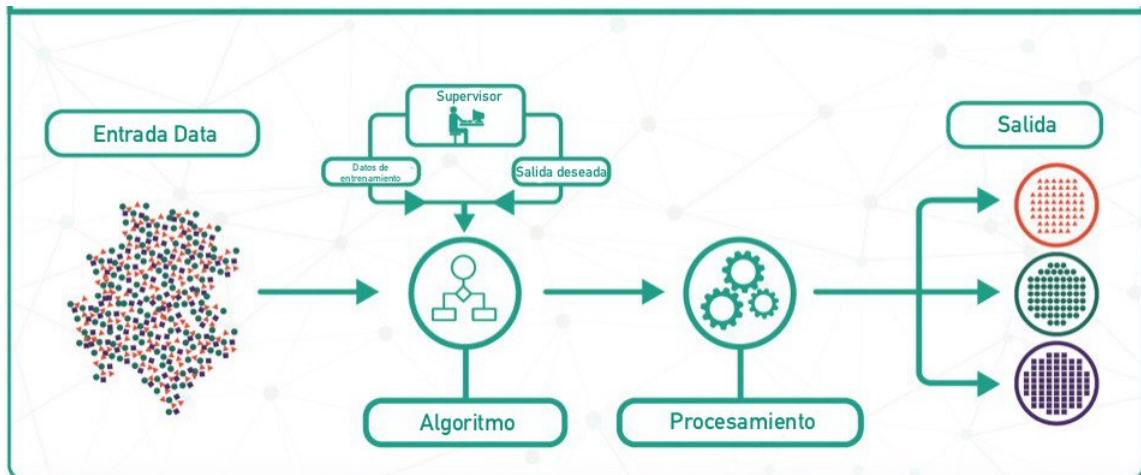 Entrada Data
Supervisor
Datos de
entrenamiento
Salida deseada
Salida
Algoritmo
Procesamiento